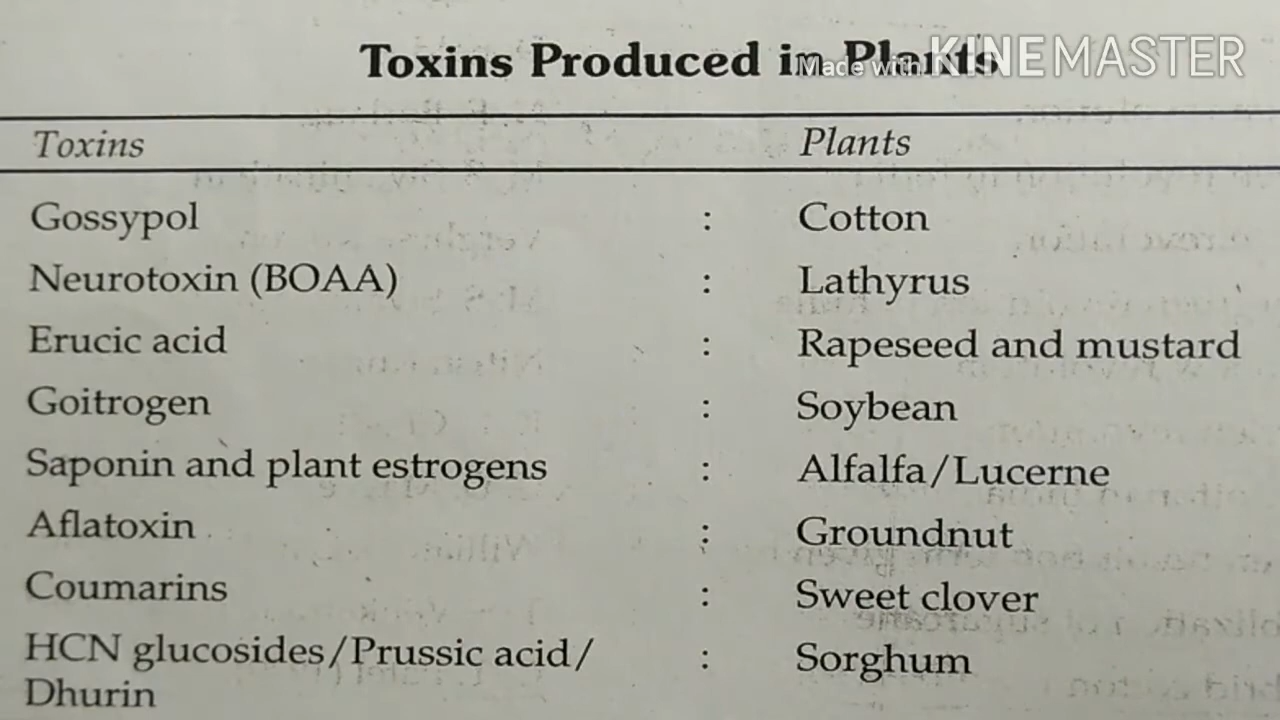 Toxins Produced in Plants
Made with KINEMASTER
Toxins Plants
Gossypol : Cotton
Neurotoxin (BOAA) : Lathyrus
Erucic acid : Rapeseed and mustard
Goitrogen : Soybean
Saponin and plant estrogens : Alfalfa/Lucerne
Aflatoxin : Groundnut
Coumarins : Sweet clover
HCN glucosides/Prussic acid/ : Sorghum
Dhurin